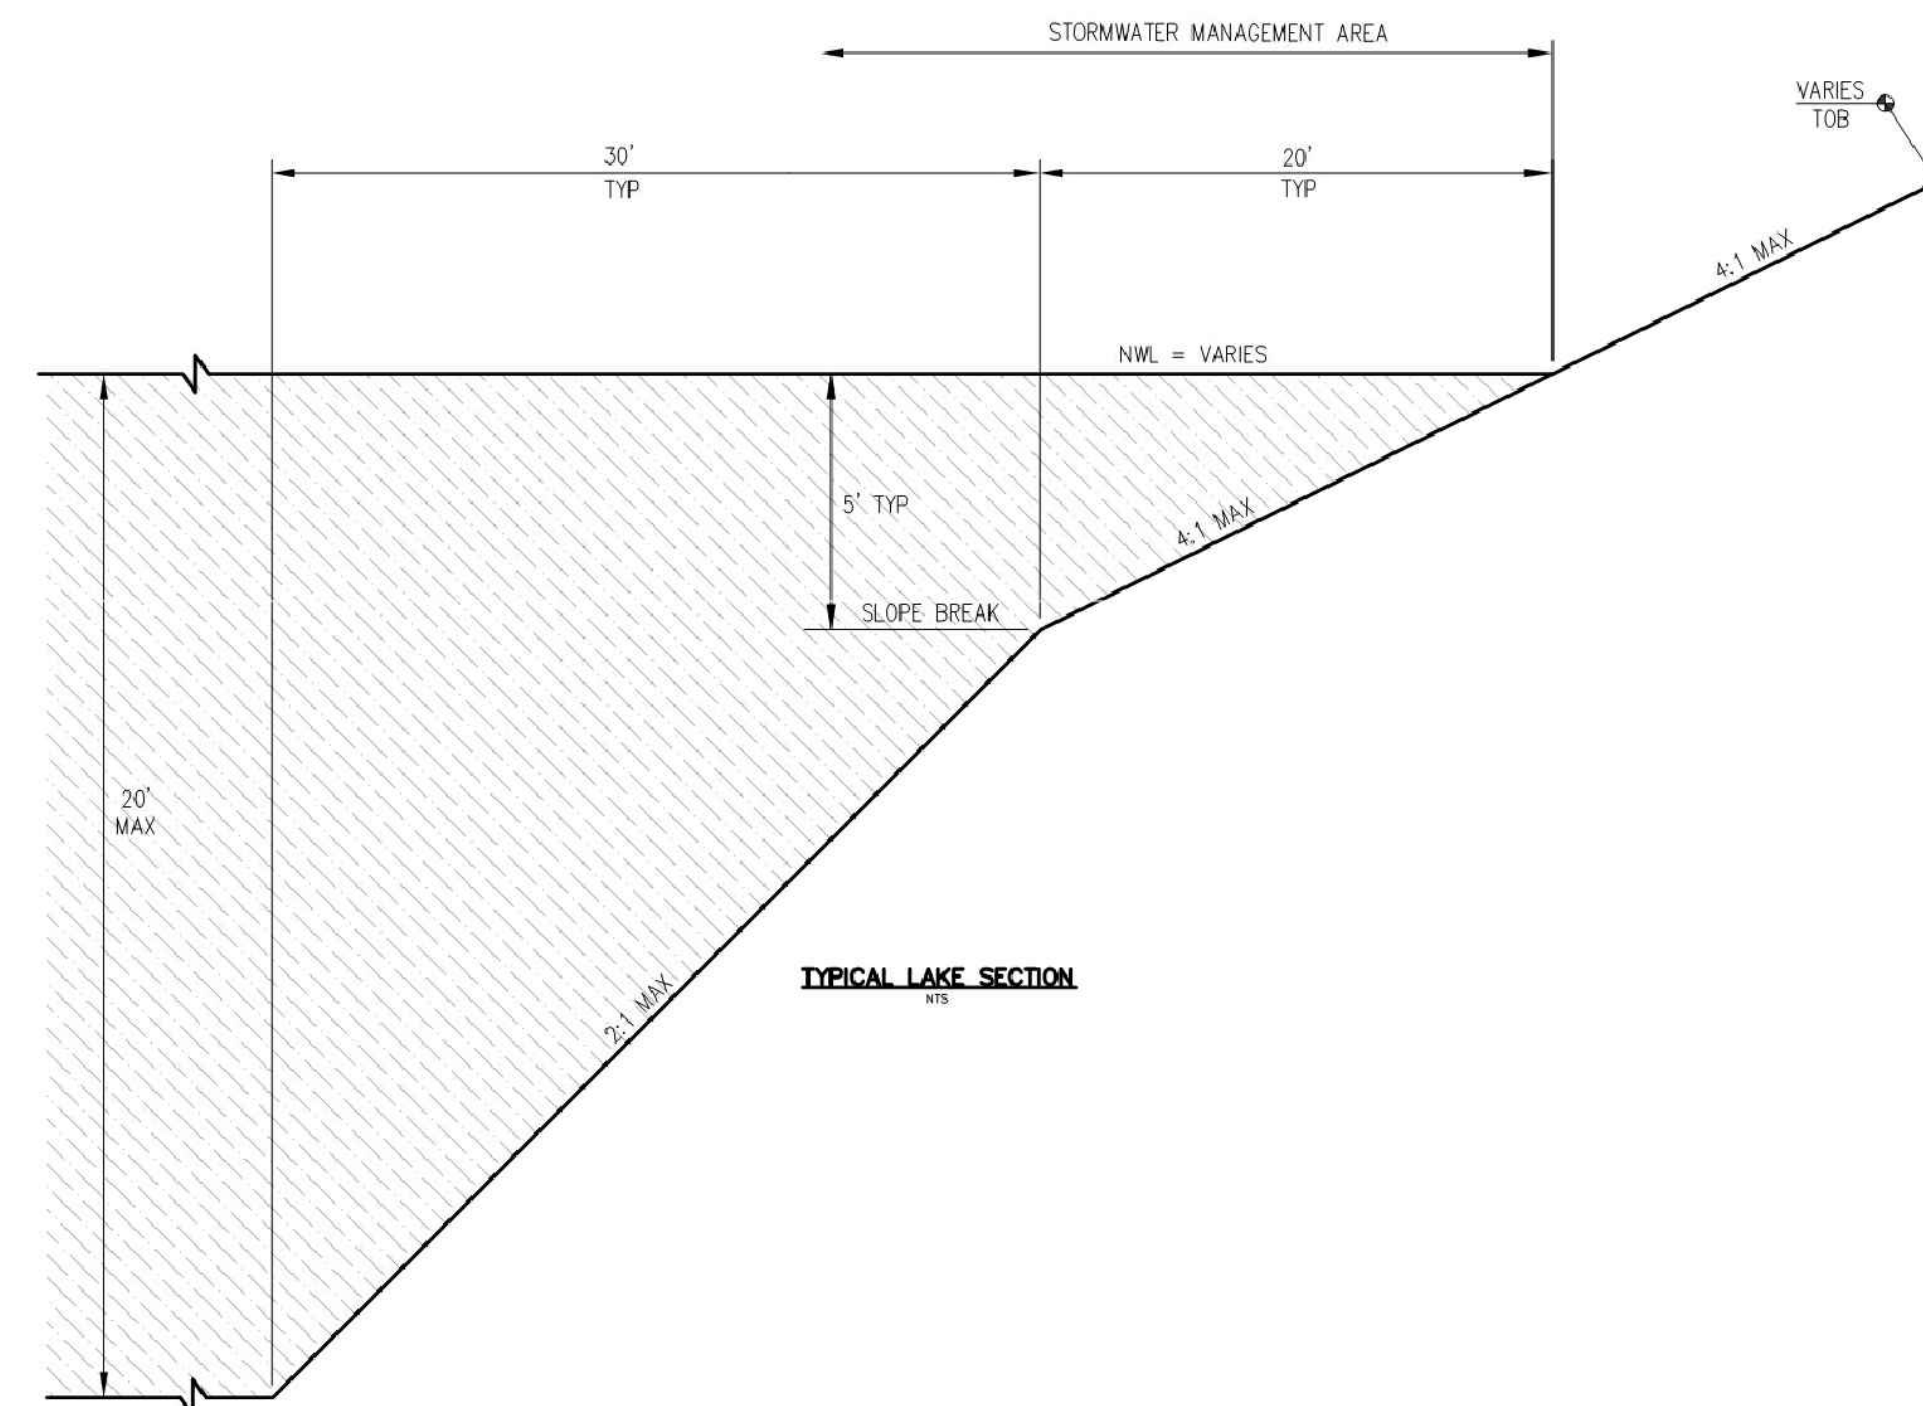 STORMWATER MANAGEMENT AREA
VARIES
TOB
30'
TYP
20'
TYP
4:1 MAX
NWL = VARIES
5' TYP
4:1 MAX
SLOPE BREAK
20'
MAX
2:1 MAX
TYPICAL LAKE SECTION
NTS